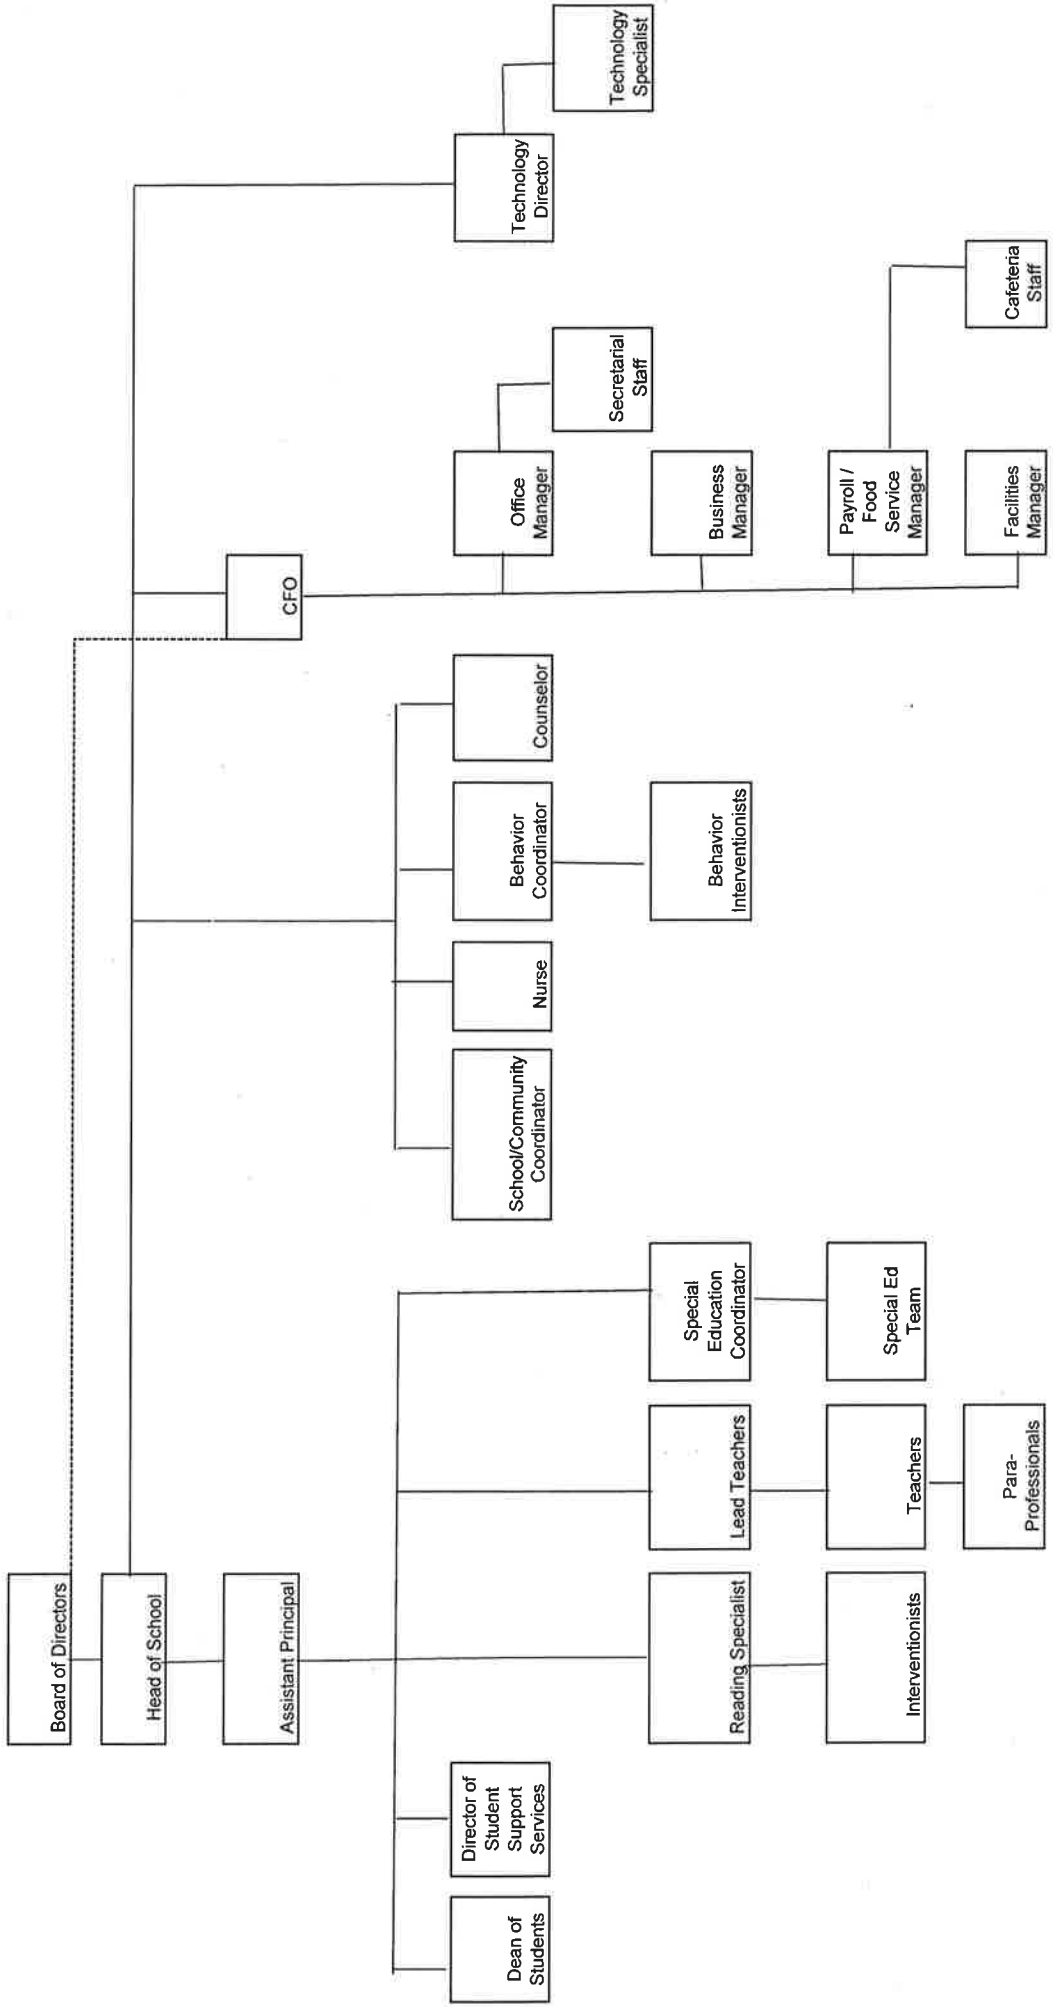 Board of Directors
Head of School
Assistant Principal
CFO
Dean of
Students
Director of
Student
Support
Services
School/Community
Coordinator
Nurse
Behavior
Coordinator
Counselor
Office
Manager
Secretarial
Staff
Technology
Director
Technology
Specialist
Reading Specialist
Lead Teachers
Special
Education
Coordinator
Behavior
Interventionists
Business
Manager
Interventionists
Teachers
Special Ed
Team
Payroll /
Food
Service
Manager
Para-
Professionals
Facilities
Manager
Cafeteria
Staff